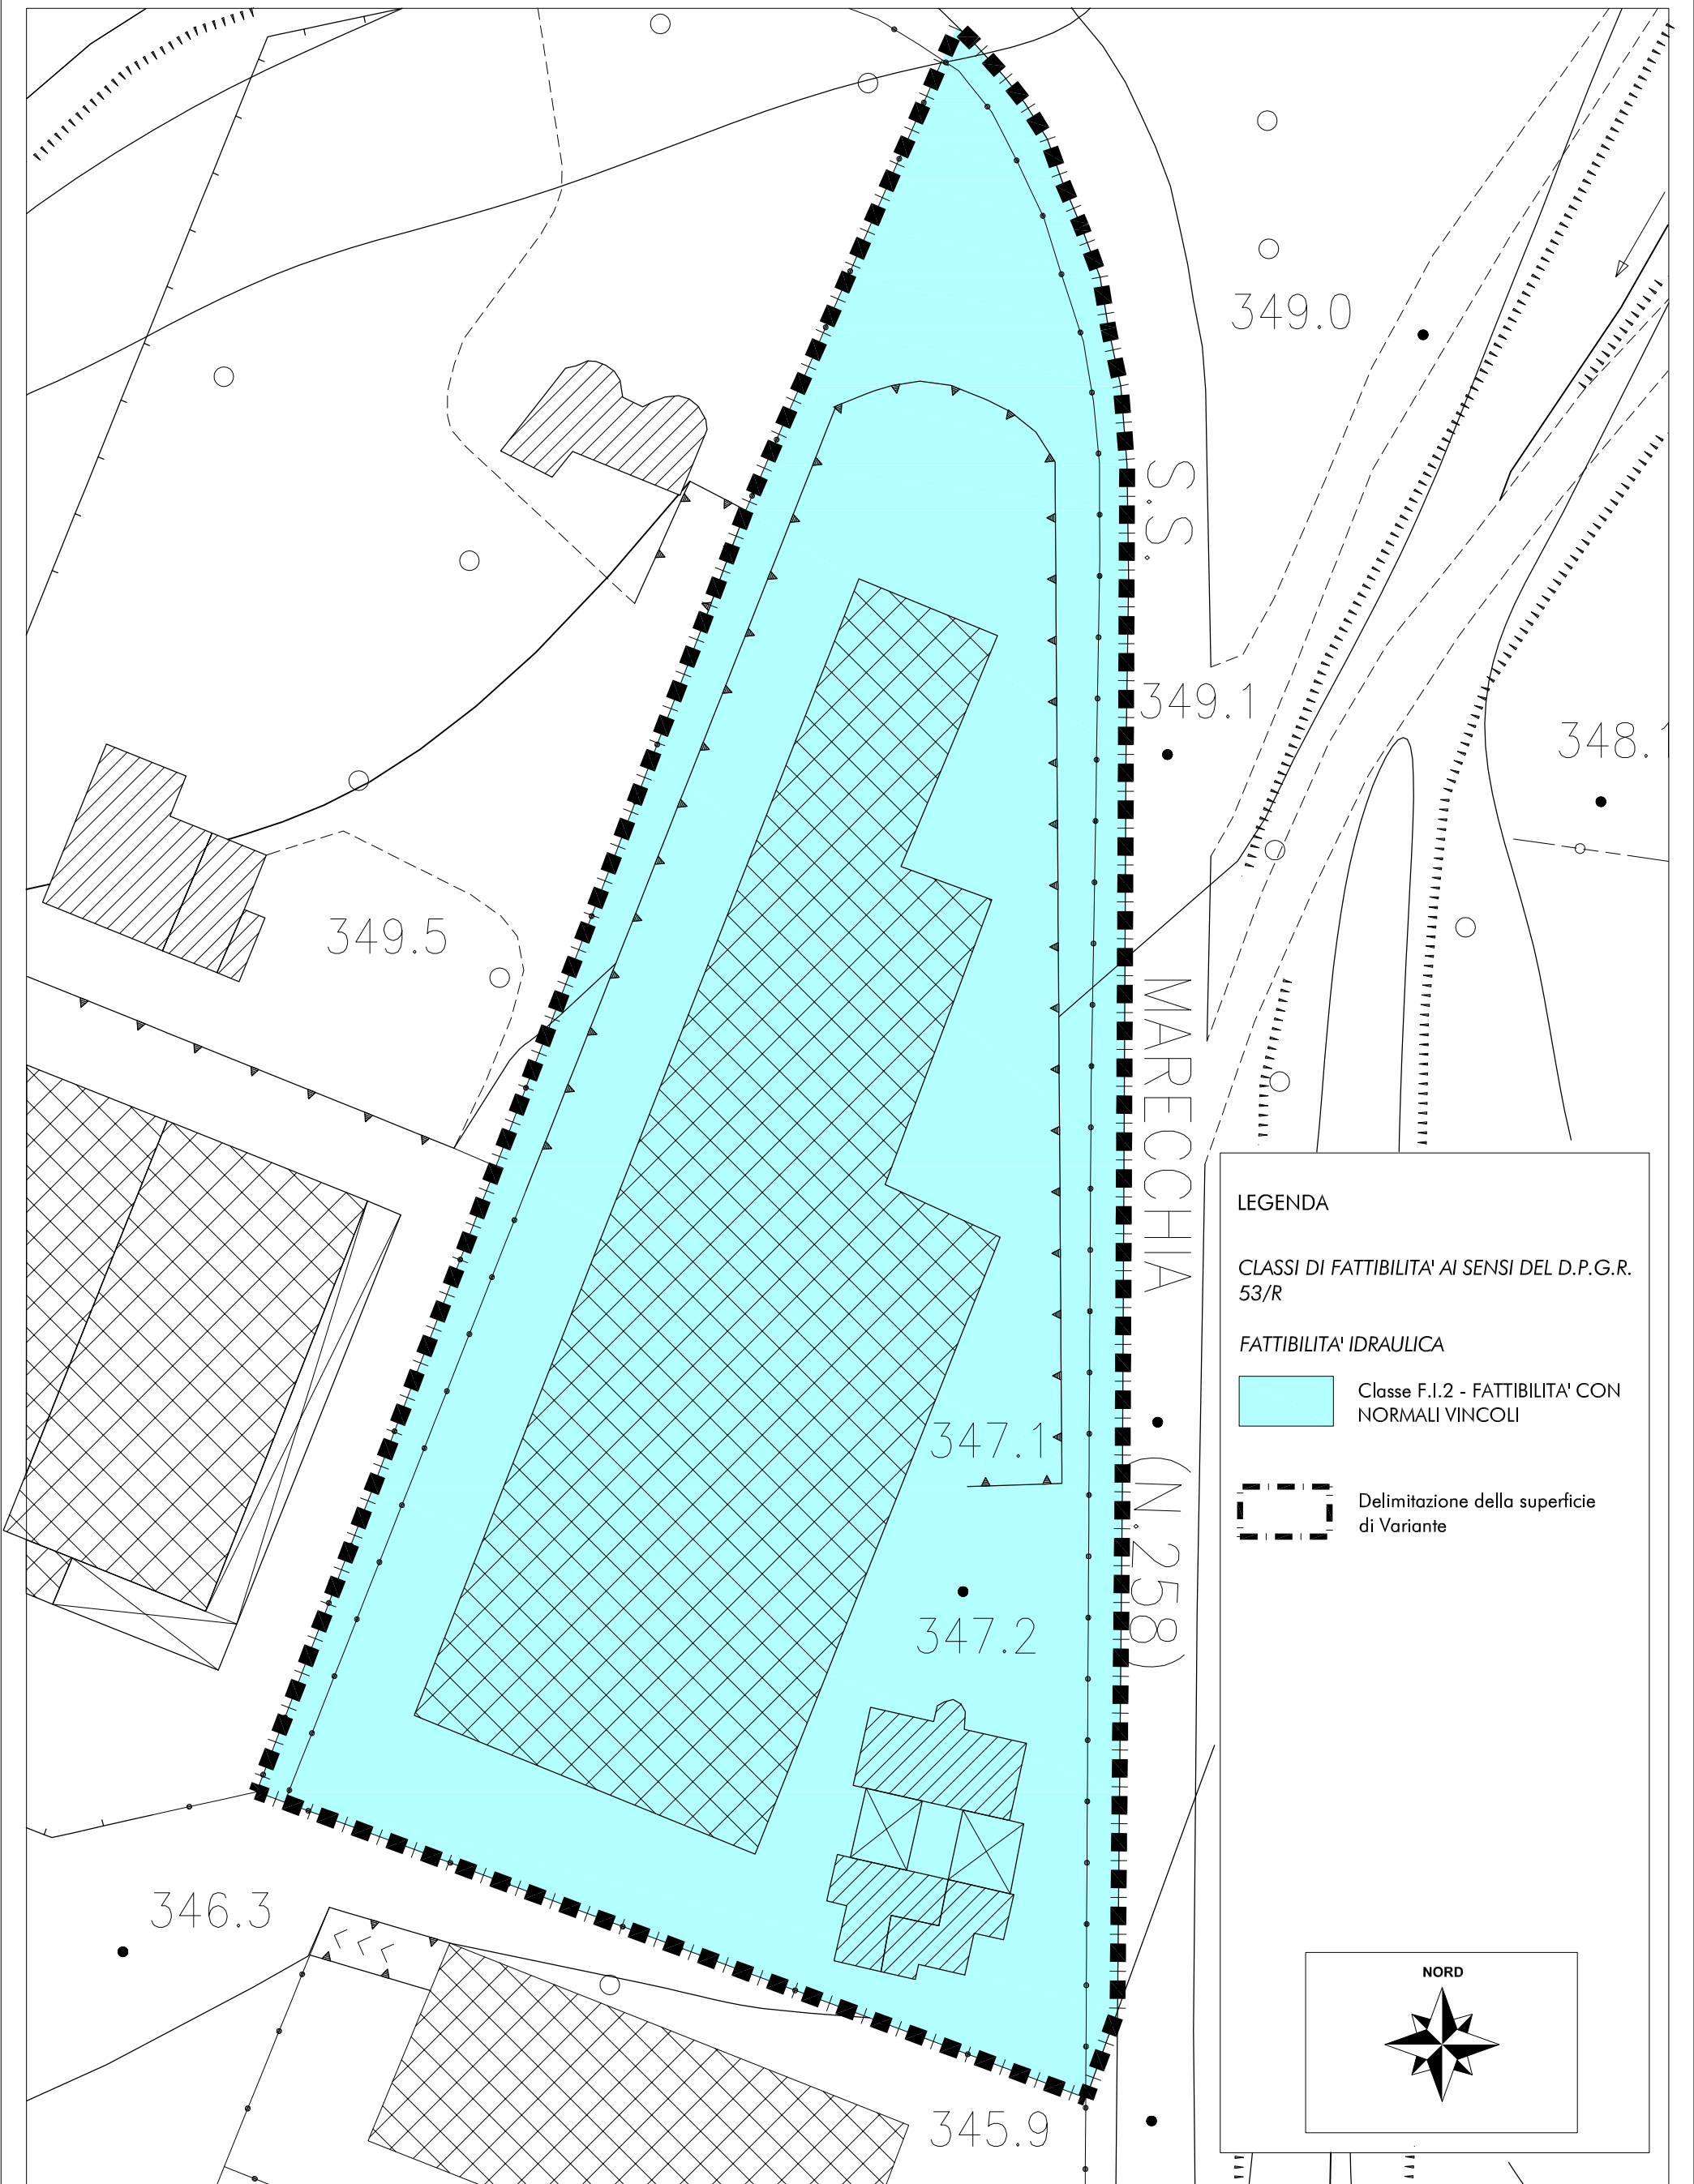 349.0
S.S.
349.1
348.
349.5
MARECCHIA
LEGENDA
CLASSI DI FATTIBILITA' AI SENSI DEL D.P.G.R.
53/R
FATTIBILITA' IDRAULICA
Classe F.I.2 - FATTIBILITA' CON
NORMALI VINCOLI
347.1
(N.258)
Delimitazione della superficie
di Variante
347.2
346.3
NORD
345.9